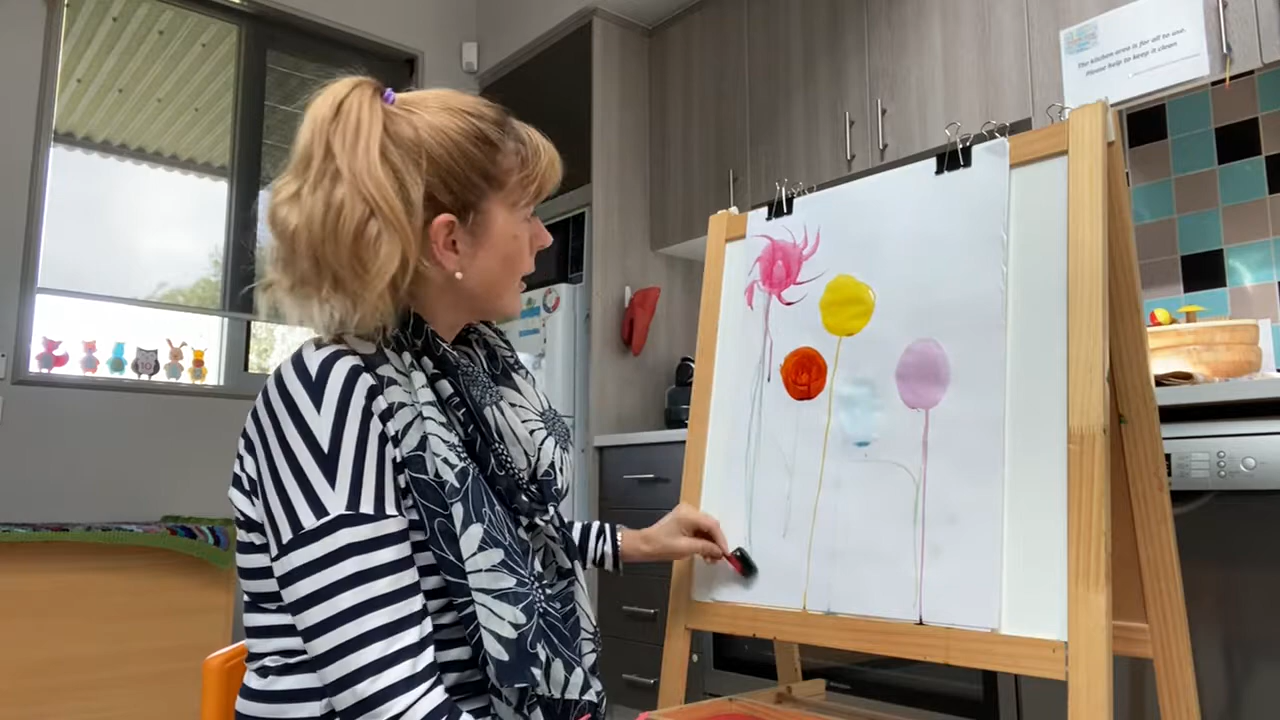 The kitchen area is for all to use.
Please help to keep it clean